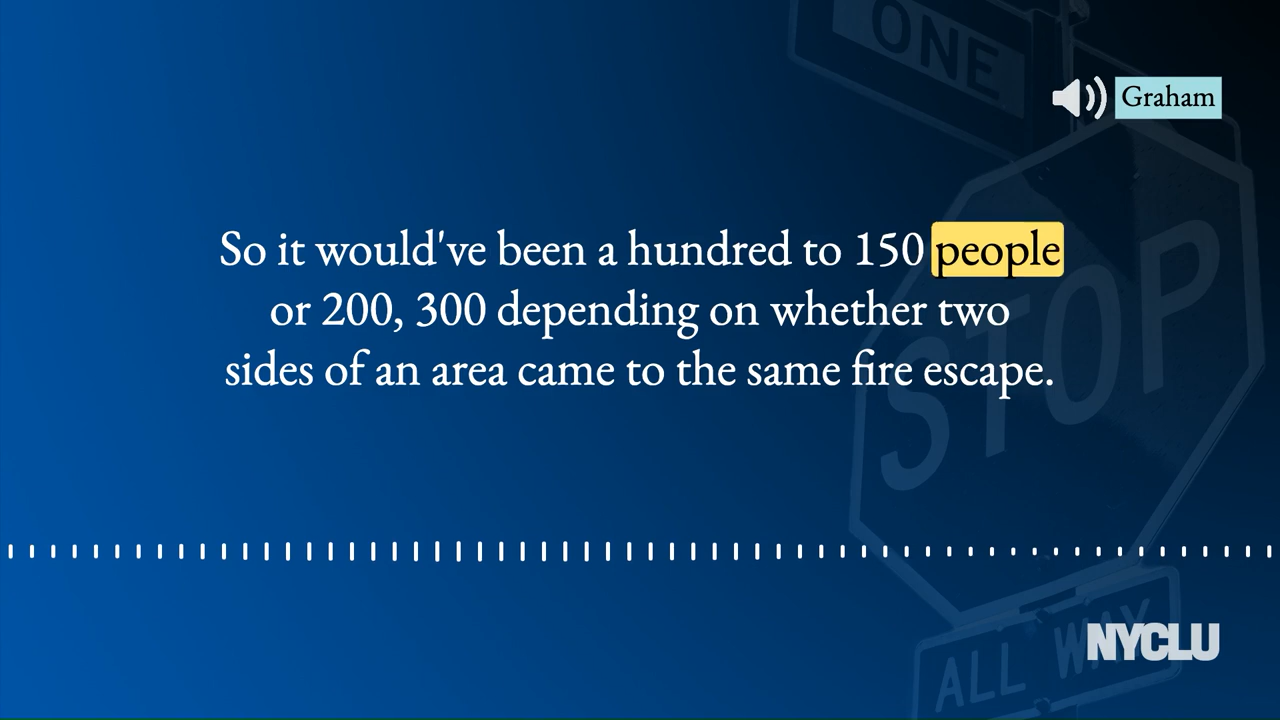 ONE
Graham
So it would've been a hundred to 150 people
or 200, 300 depending on whether two
sides of an area came to the same fire escape.
STOP
ALL WAY
NYCLU